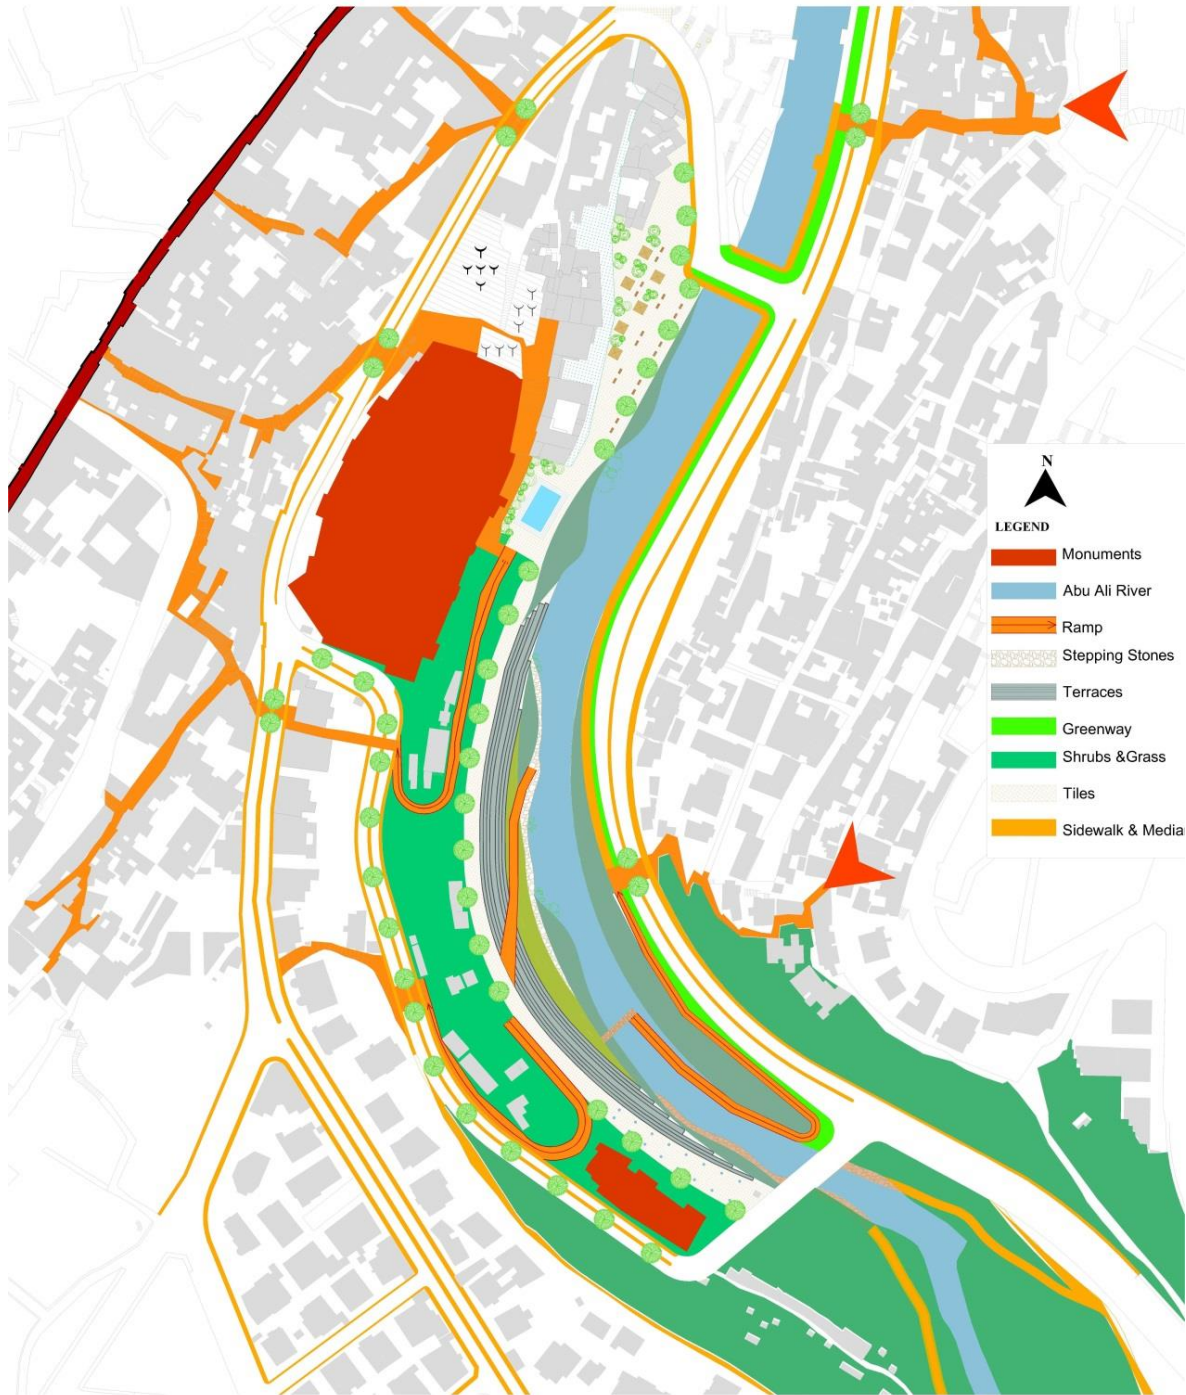 N
LEGEND
Monuments
Abu Ali River
Ramp
Stepping Stones
Terraces
Greenway
Shrubs &Grass
Tiles
Sidewalk & Media